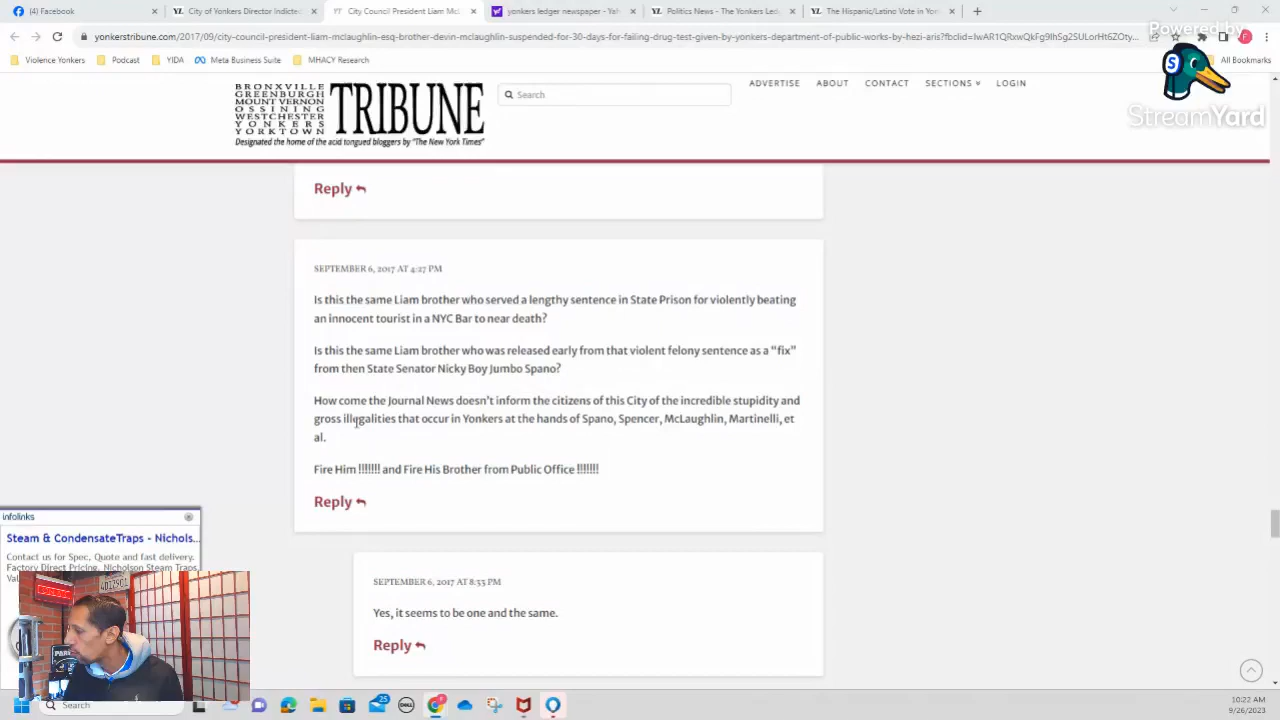 (4) Facebook
City of Yonkers Director Indictec
City Council President Liam Mc
yonkers ledger newspaper - Yah
Politics News - The Yonkers Led
The Hispanic/Latino Vote in Yon
Powered by
yonkerstribune.com/2017/09/city-council-president-liam-mclaughlin-esq-brother-devin-mclaughlin-suspended-for-30-days-for-failing-drug-test-given-by-yonkers-department-of-public-works-by-hezi-aris?fbclid=
Violence Yonkers
Podcast
YIDA
Meta Business Suite
MHACY Research
All Bookmarks
StreamYard
BRONXVILLE
GREENBURGH
MOUNT VERNON
OSSINING
WESTCHESTER
YONKERS
YORKTOWN
TRIBUNE
Designated the home of the acid tongued bloggers by "The New York Times"
Search
ADVERTISE
ABOUT
CONTACT
SECTIONS
LOGIN
Reply
SEPTEMBER 6, 2017 AT 4:27 PM
Is this the same Liam brother who served a lengthy sentence in State Prison for violently beating
an innocent tourist in a NYC Bar to near death?
Is this the same Liam brother who was released early from that violent felony sentence as a “fix”
from then State Senator Nicky Boy Jumbo Spano?
How come the Journal News doesn’t inform the citizens of this City of the incredible stupidity and
gross illegalities that occur in Yonkers at the hands of Spano, Spencer, McLaughlin, Martinelli, et
al.
Fire Him !!!!!!! and Fire His Brother from Public Office !!!!!!!
Reply
SEPTEMBER 6, 2017 AT 8:33 PM
Yes, it seems to be one and the same.
Reply
infolinks
Steam & CondensateTraps - Nichols...
Contact us for Spec, Quote and fast delivery.
Factory Direct Pricing. Nicholson Steam Traps
Search
10:22 AM
9/26/2023